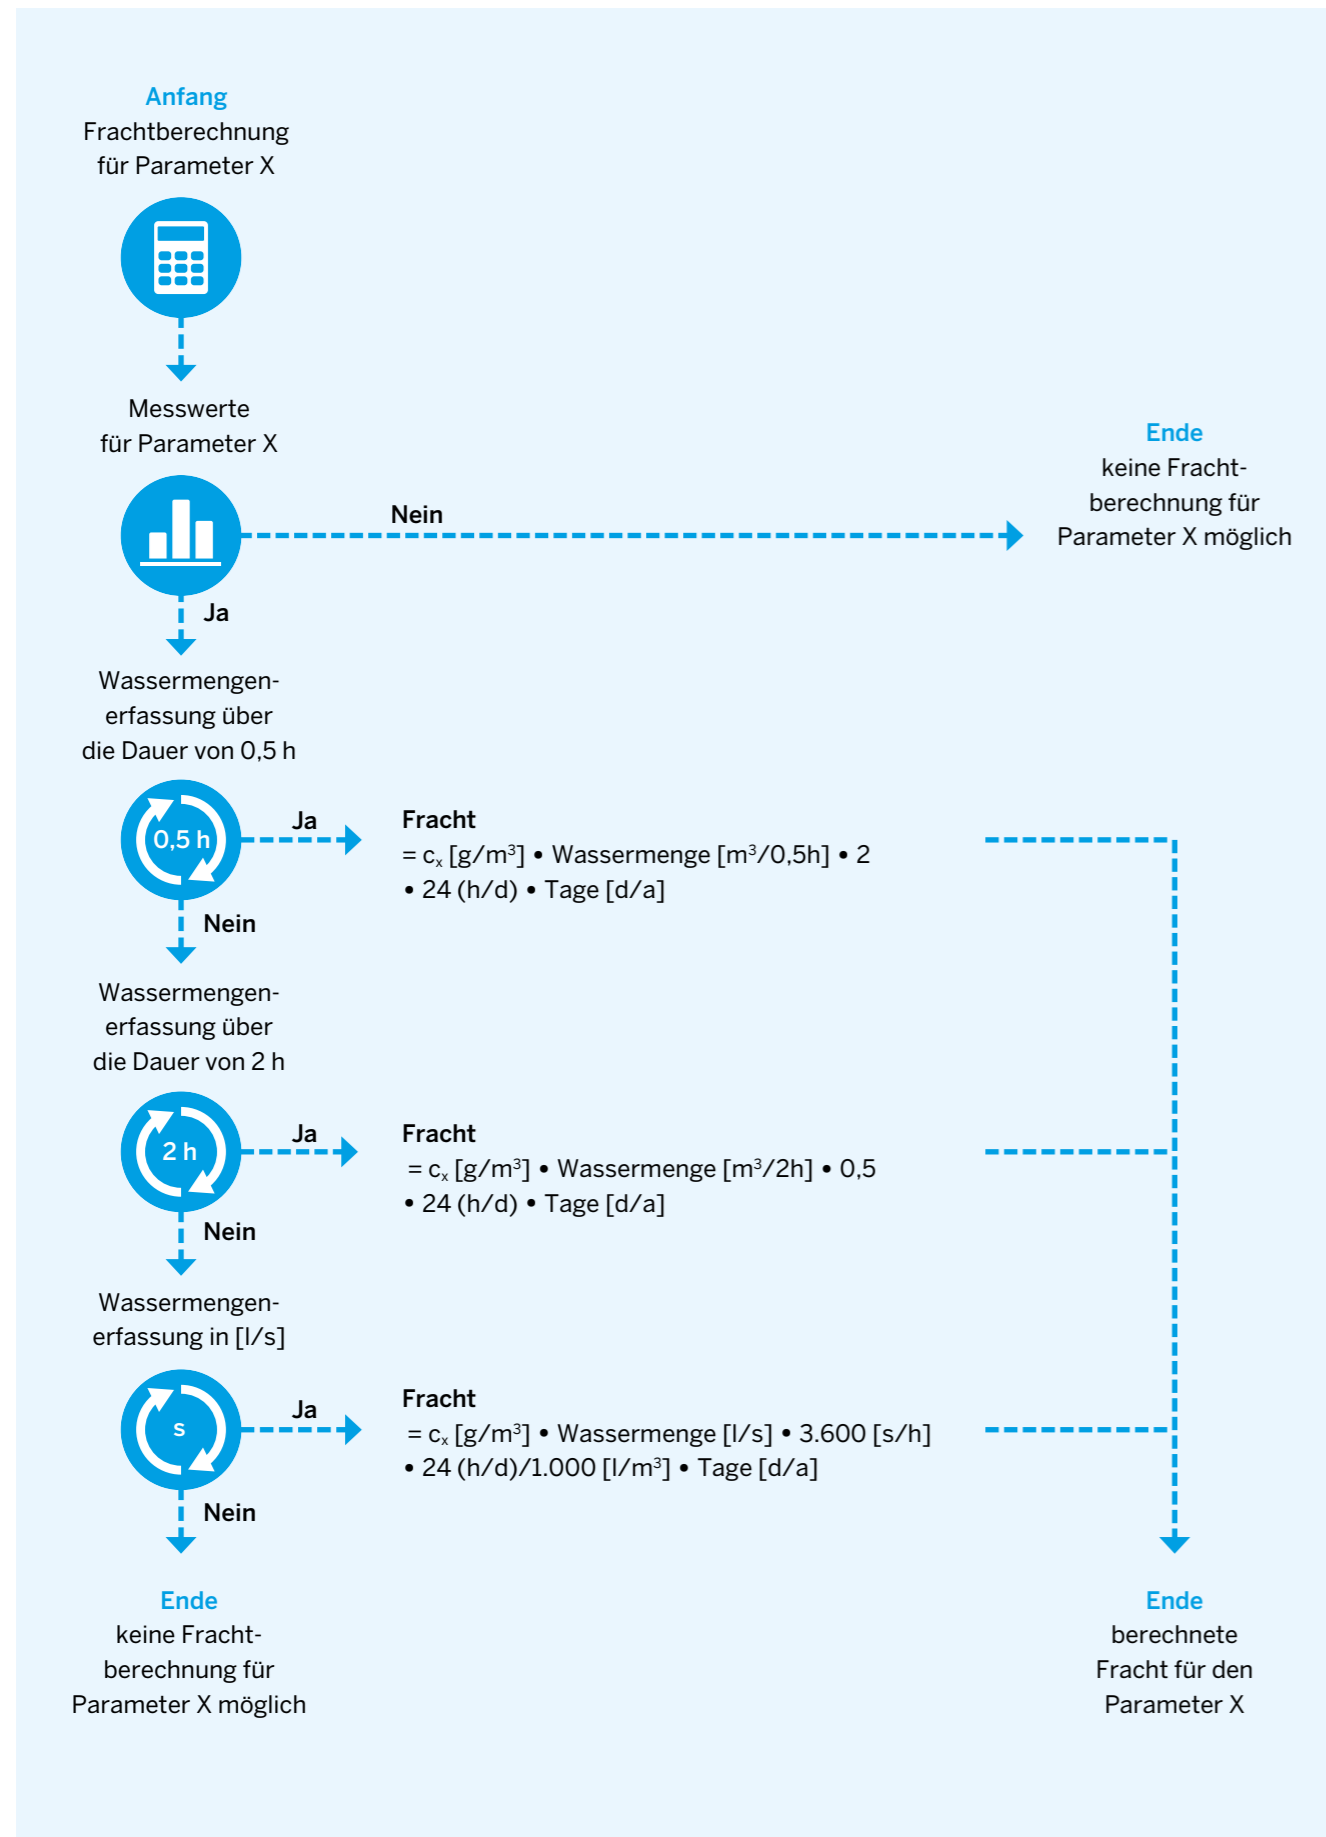 Anfang
Frachtberechnung
für Parameter X
Messwerte
für Parameter X
Nein
Ende
keine Fracht-
berechnung für
Parameter X möglich
Ja
Wassermengen-
erfassung über
die Dauer von 0,5 h
0,5 h
Ja
Fracht
= cₓ [g/m³] • Wassermenge [m³/0,5h] • 2
• 24 (h/d) • Tage [d/a]
Nein
Wassermengen-
erfassung über
die Dauer von 2 h
2 h
Ja
Fracht
= cₓ [g/m³] • Wassermenge [m³/2h] • 0,5
• 24 (h/d) • Tage [d/a]
Nein
Wassermengen-
erfassung in [l/s]
s
Ja
Fracht
= cₓ [g/m³] • Wassermenge [l/s] • 3.600 [s/h]
• 24 (h/d)/1.000 [l/m³] • Tage [d/a]
Nein
Ende
keine Fracht-
berechnung für
Parameter X möglich
Ende
berechnete
Fracht für den
Parameter X